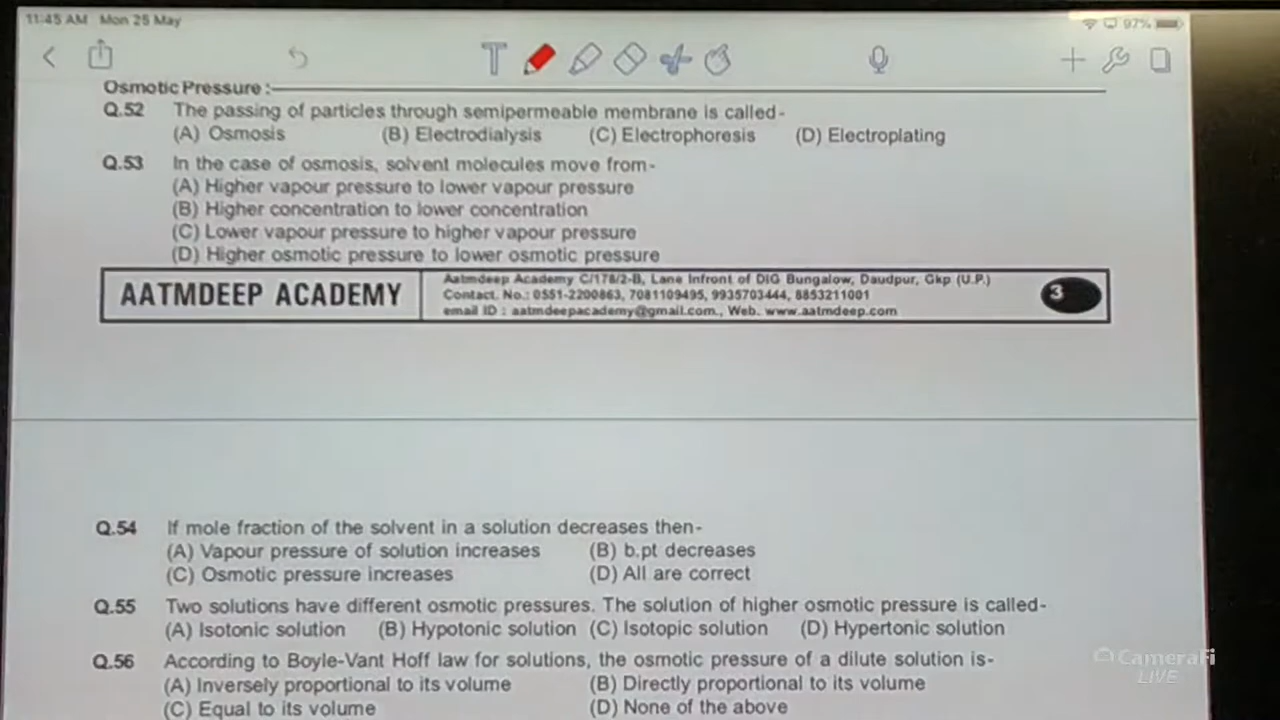 11:45 AM Mon 25 May
97%
T
Osmotic Pressure :
Q.52 The passing of particles through semipermeable membrane is called-
(A) Osmosis (B) Electrodialysis (C) Electrophoresis (D) Electroplating
Q.53 In the case of osmosis, solvent molecules move from-
(A) Higher vapour pressure to lower vapour pressure
(B) Higher concentration to lower concentration
(C) Lower vapour pressure to higher vapour pressure
(D) Higher osmotic pressure to lower osmotic pressure
AATMDEEP ACADEMY
Aatmdeep Academy C/178/2-B, Lane Infront of DIG Bungalow, Daudpur, Gkp (U.P.)
Contact. No.: 0551-2200863, 7081109495, 9935703444, 8853211001
email ID : aatmdeepacademy@gmail.com., Web. www.aatmdeep.com
3
Q.54 If mole fraction of the solvent in a solution decreases then-
(A) Vapour pressure of solution increases (B) b.pt decreases
(C) Osmotic pressure increases (D) All are correct
Q.55 Two solutions have different osmotic pressures. The solution of higher osmotic pressure is called-
(A) Isotonic solution (B) Hypotonic solution (C) Isotopic solution (D) Hypertonic solution
Q.56 According to Boyle-Vant Hoff law for solutions, the osmotic pressure of a dilute solution is-
(A) Inversely proportional to its volume (B) Directly proportional to its volume
(C) Equal to its volume (D) None of the above
CameraFi
LIVE